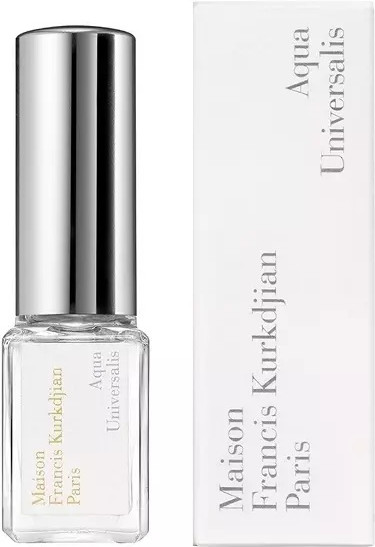 Maison
Francis Kurkdjian
Paris
Aqua
Universalis
Maison
Francis Kurkdjian
Paris
Aqua
Universalis